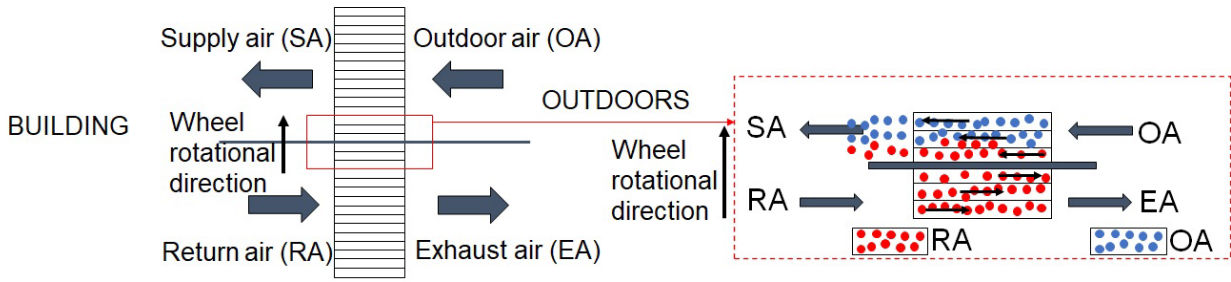 Supply air (SA)
Outdoor air (OA)
BUILDING
Wheel
rotational
direction
OUTDOORS
Return air (RA)
Exhaust air (EA)
Wheel
rotational
direction
SA
OA
RA
EA
RA
OA